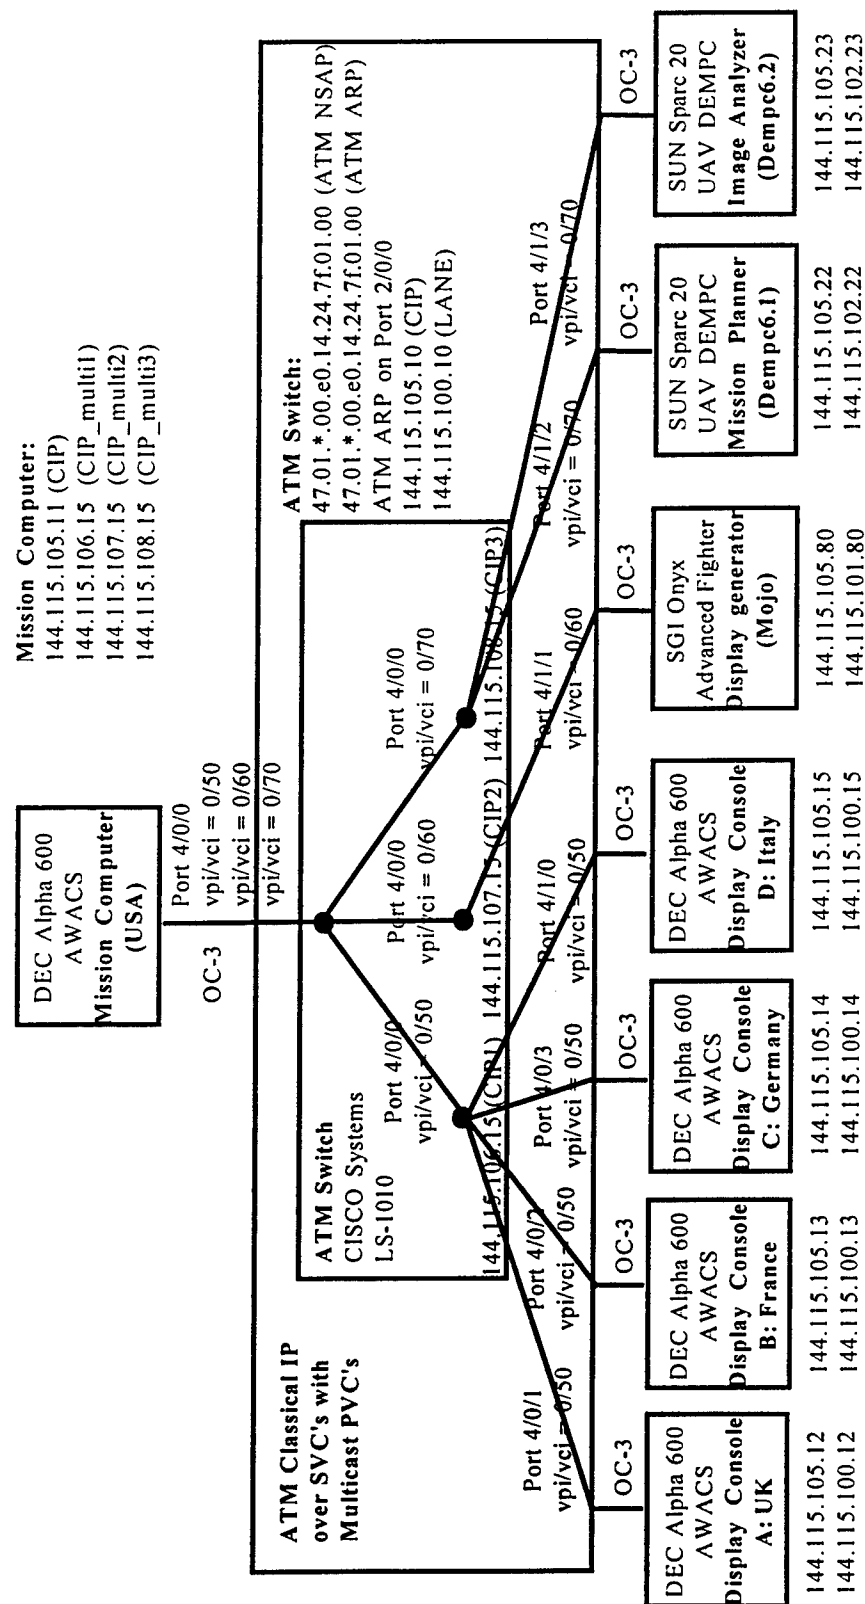 DEC Alpha 600
AWACS
Mission Computer
(USA)
Mission Computer:
144.115.105.11 (CIP)
144.115.106.15 (CIP_multi1)
144.115.107.15 (CIP_multi2)
144.115.108.15 (CIP_multi3)
OC-3
Port 4/0/0
vpi/vci = 0/50
vpi/vci = 0/60
vpi/vci = 0/70
ATM Classical IP
over SVC's with
Multicast PVC's
ATM Switch
CISCO Systems
LS-1010
ATM Switch:
47.01.*.00.e0.14.24.7f.01.00 (ATM NSAP)
47.01.*.00.e0.14.24.7f.01.00 (ATM ARP)
ATM ARP on Port 2/0/0
144.115.105.10 (CIP)
144.115.100.10 (LANE)
Port 4/0/0
vpi/vci = 0/50
Port 4/0/0
vpi/vci = 0/60
Port 4/0/0
vpi/vci = 0/70
144.115.106.15 (CIP1)
144.115.107.15 (CIP2)
144.115.108.15 (CIP3)
Port 4/0/1
vpi/vci = 0/50
Port 4/0/2
vpi/vci = 0/50
Port 4/0/3
vpi/vci = 0/50
Port 4/1/0
vpi/vci = 0/50
Port 4/1/1
vpi/vci = 0/60
Port 4/1/2
vpi/vci = 0/70
Port 4/1/3
vpi/vci = 0/70
OC-3
OC-3
OC-3
OC-3
OC-3
OC-3
OC-3
DEC Alpha 600
AWACS
Display Console
A: UK
144.115.105.12
144.115.100.12
DEC Alpha 600
AWACS
Display Console
B: France
144.115.105.13
144.115.100.13
DEC Alpha 600
AWACS
Display Console
C: Germany
144.115.105.14
144.115.100.14
DEC Alpha 600
AWACS
Display Console
D: Italy
144.115.105.15
144.115.100.15
SGI Onyx
Advanced Fighter
Display generator
(Mojo)
144.115.105.80
144.115.101.80
SUN Sparc 20
UAV DEMPC
Mission Planner
(Dempc6.1)
144.115.105.22
144.115.102.22
SUN Sparc 20
UAV DEMPC
Image Analyzer
(Dempc6.2)
144.115.105.23
144.115.102.23